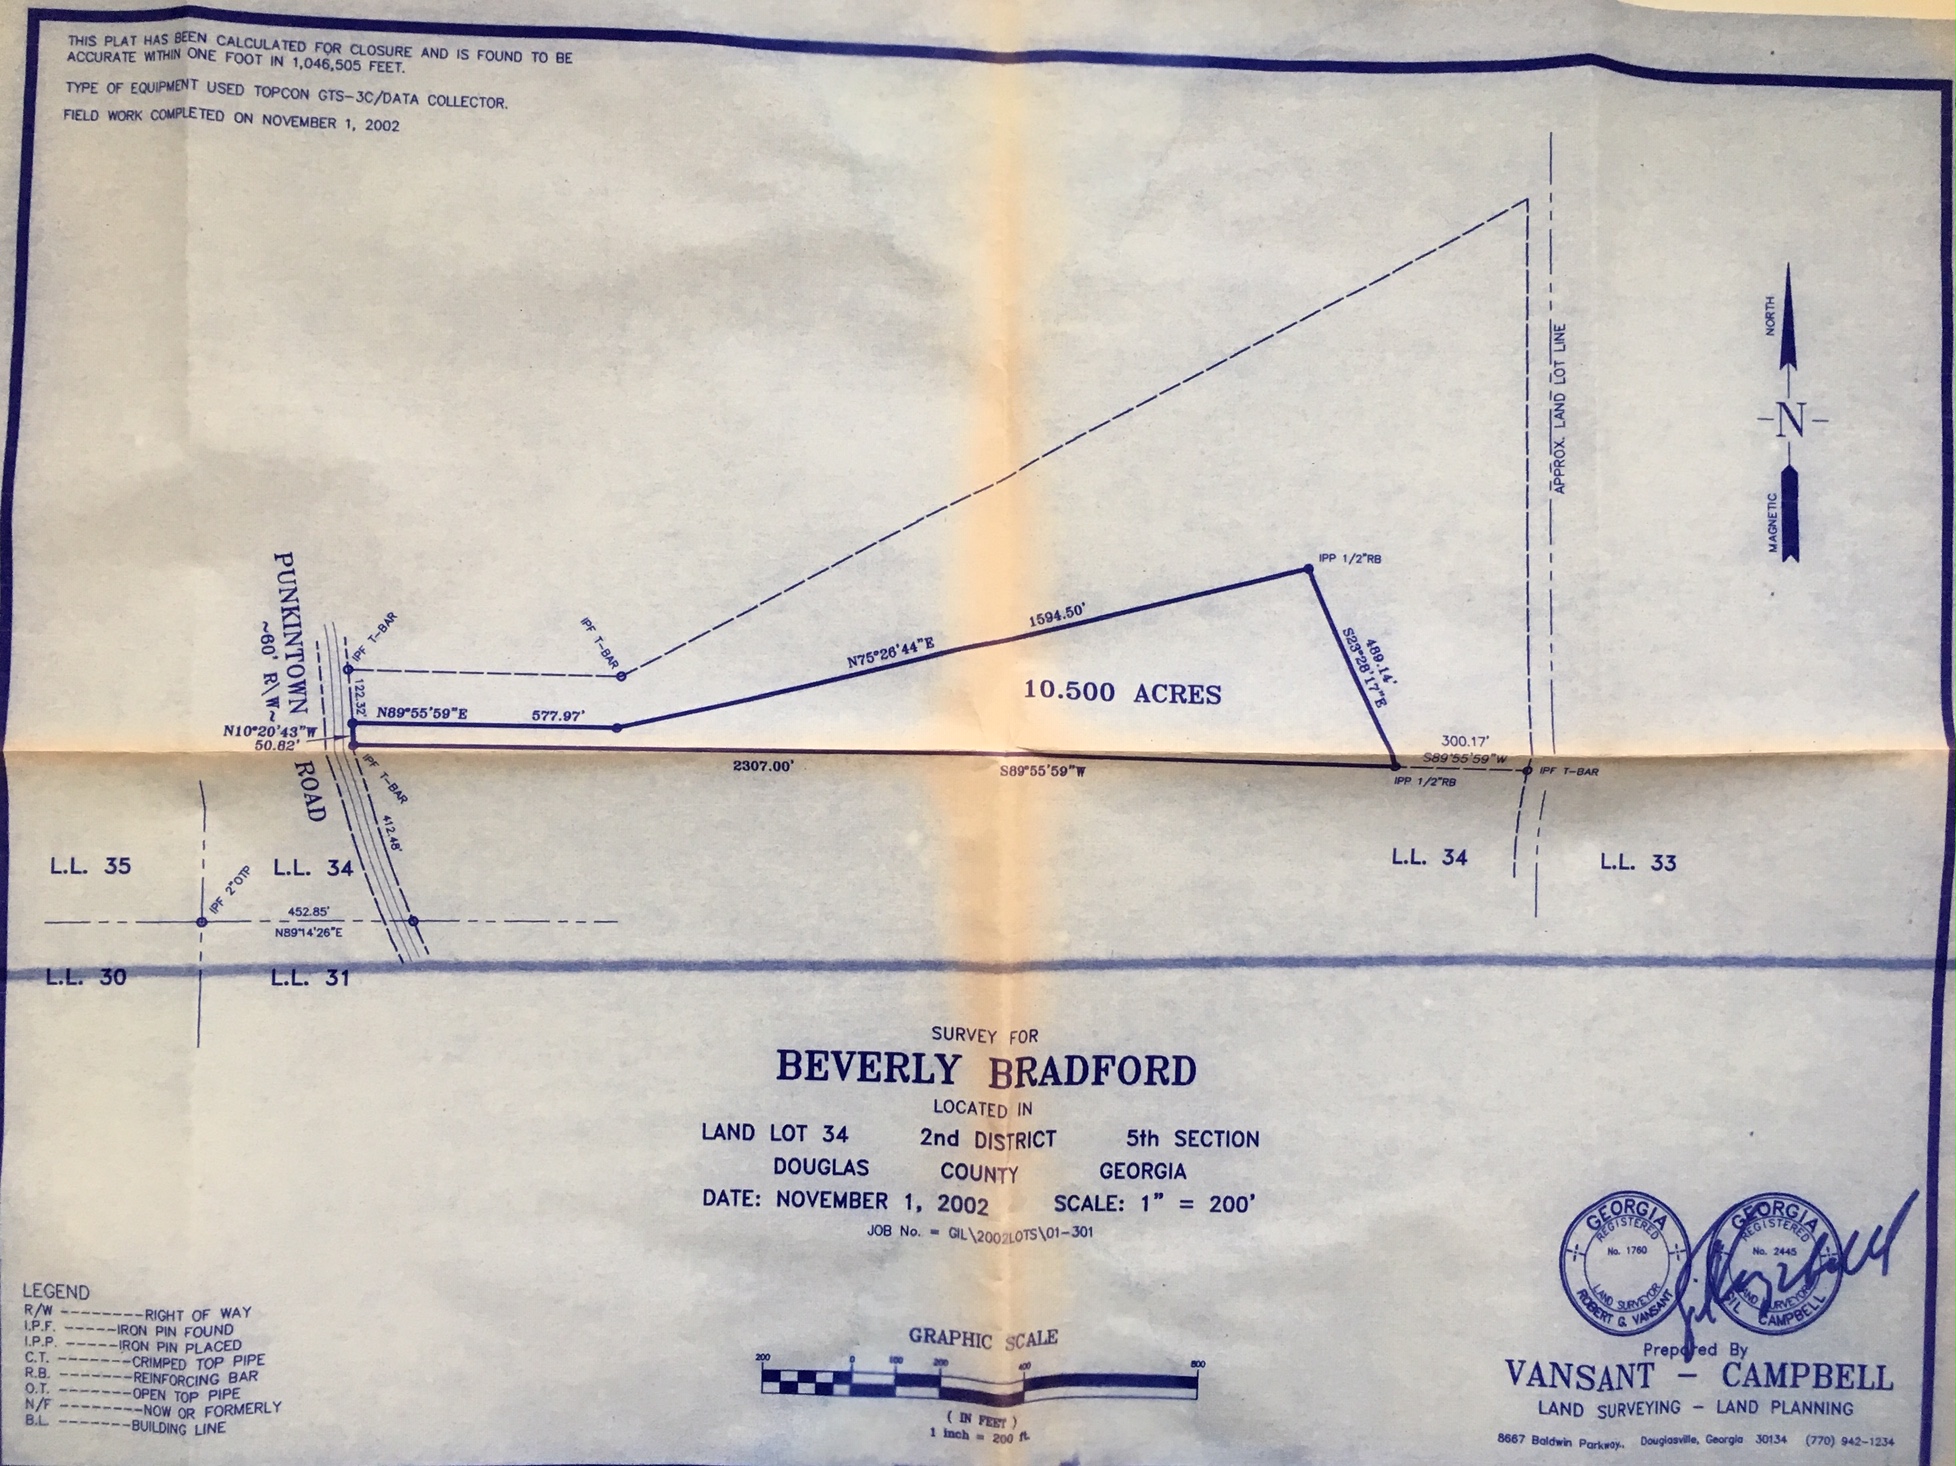 THIS PLAT HAS BEEN CALCULATED FOR CLOSURE AND IS FOUND TO BE
ACCURATE WITHIN ONE FOOT IN 1,046,505 FEET.
TYPE OF EQUIPMENT USED TOPCON GTS-3C/DATA COLLECTOR.
FIELD WORK COMPLETED ON NOVEMBER 1, 2002
APPROX. LAND LOT LINE
NORTH
N
MAGNETIC
PUNKINTOWN ROAD
~60' R\W~
IPF T-BAR
IPF T-BAR
122.32'
N89°55'59"E 577.97'
N10°20'43"W
50.82'
IPF T-BAR
412.48'
N75°26'44"E 1594.50'
IPP 1/2"RB
489.14'
S23°28'17"E
10.500 ACRES
2307.00' S89°55'59"W
300.17'
S89°55'59"W
IPP 1/2"RB
IPF T-BAR
L.L. 35
L.L. 34
L.L. 34
L.L. 33
IPF 2"OTP
452.85'
N89°14'26"E
L.L. 30
L.L. 31
SURVEY FOR
BEVERLY BRADFORD
LOCATED IN
LAND LOT 34 2nd DISTRICT 5th SECTION
DOUGLAS COUNTY GEORGIA
DATE: NOVEMBER 1, 2002 SCALE: 1" = 200'
JOB No. = GIL\2002LOTS\01-301
LEGEND
R/W --------RIGHT OF WAY
I.P.F. -----IRON PIN FOUND
I.P.P. -----IRON PIN PLACED
C.T. -------CRIMPED TOP PIPE
R.B. -------REINFORCING BAR
O.T. -------OPEN TOP PIPE
N/F --------NOW OR FORMERLY
B.L. -------BUILDING LINE
GRAPHIC SCALE
200 0 100 200 400 800
( IN FEET )
1 inch = 200 ft.
GEORGIA
REGISTERED
No. 1760
LAND SURVEYOR
ROBERT G. VANSANT
GEORGIA
REGISTERED
No. 2445
LAND SURVEYOR
GIL CAMPBELL
Prepared By
VANSANT - CAMPBELL
LAND SURVEYING - LAND PLANNING
8667 Baldwin Parkway, Douglasville, Georgia 30134 (770) 942-1234